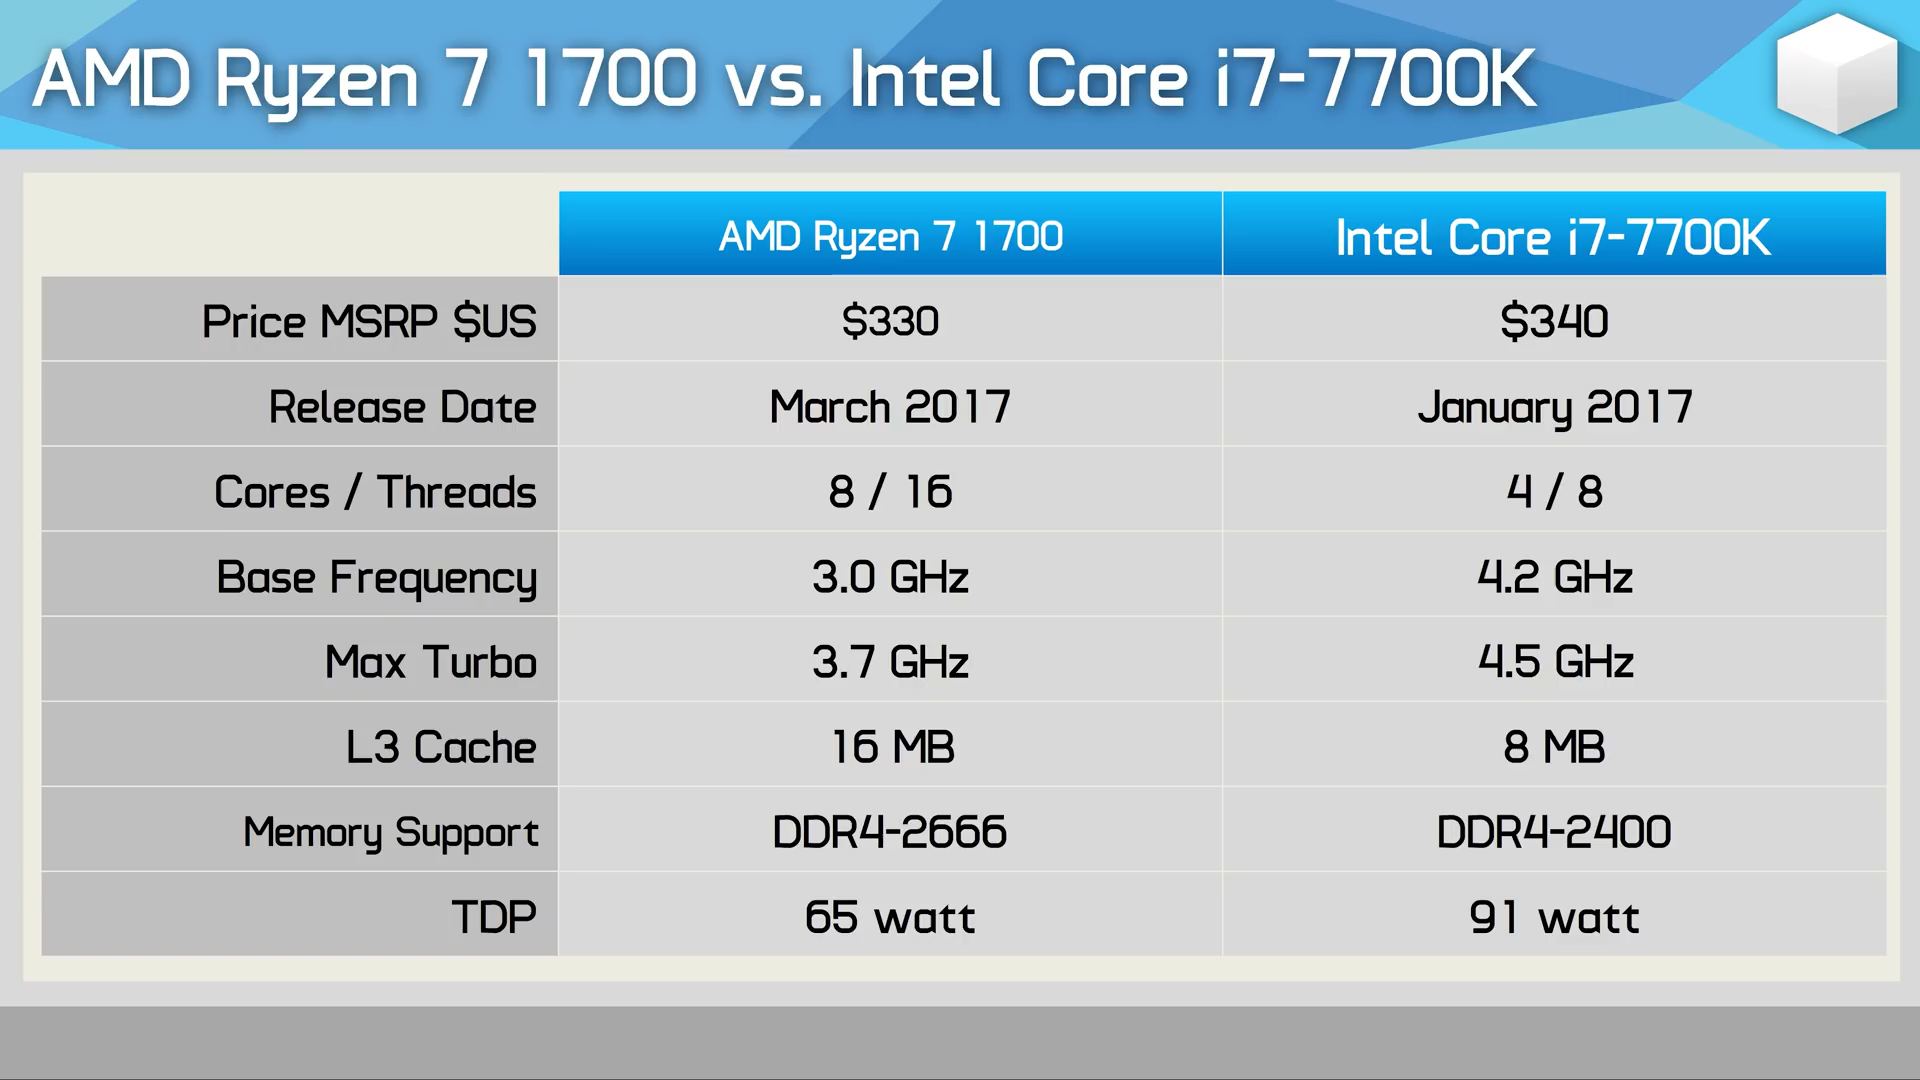 AMD Ryzen 7 1700 vs. Intel Core i7-7700K
AMD Ryzen 7 1700 Intel Core i7-7700K
Price MSRP $US $330 $340
Release Date March 2017 January 2017
Cores / Threads 8 / 16 4 / 8
Base Frequency 3.0 GHz 4.2 GHz
Max Turbo 3.7 GHz 4.5 GHz
L3 Cache 16 MB 8 MB
Memory Support DDR4-2666 DDR4-2400
TDP 65 watt 91 watt